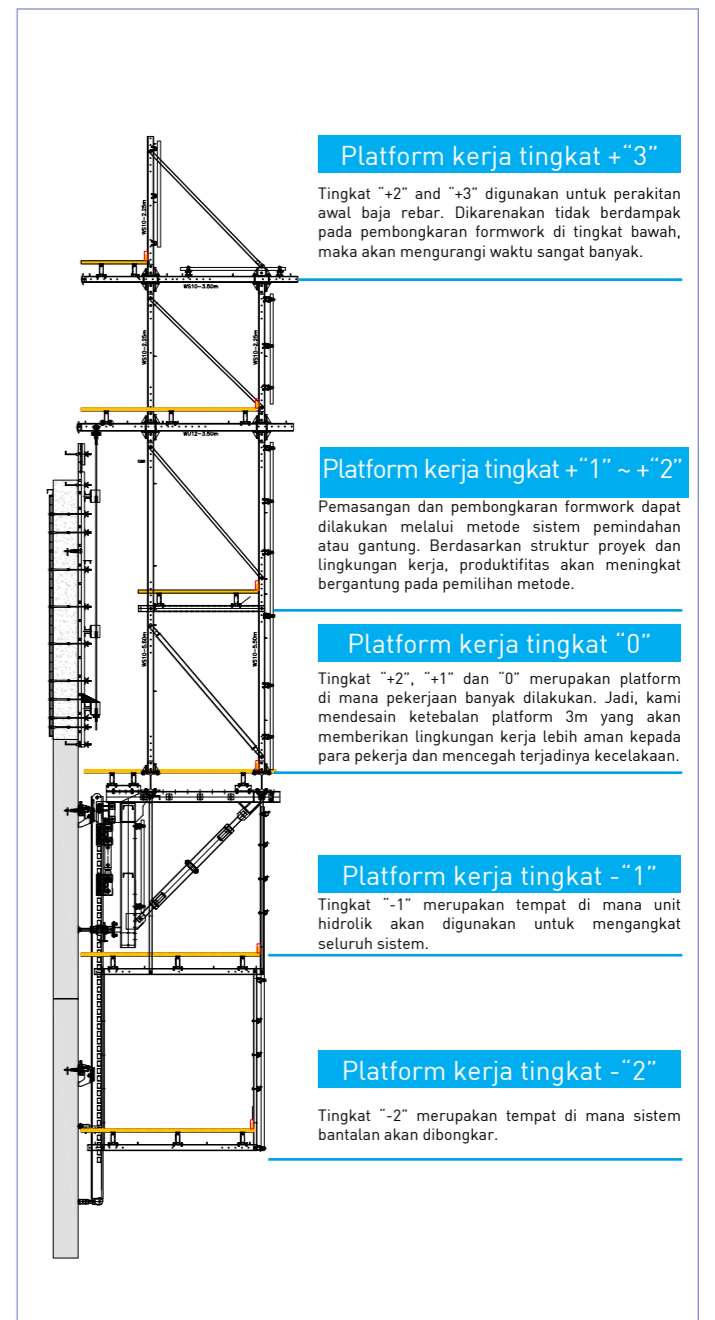 Platform kerja tingkat +“3”
Tingkat “+2” and “+3” digunakan untuk perakitan
awal baja rebar. Dikarenakan tidak berdampak
pada pembongkaran formwork di tingkat bawah,
maka akan mengurangi waktu sangat banyak.
WS10-2.25m
WS10-3.50m
WS10-2.25m
WS10-2.25m
WU12-3.50m
Platform kerja tingkat +“1” ~ +“2”
Pemasangan dan pembongkaran formwork dapat
dilakukan melalui metode sistem pemindahan
atau gantung. Berdasarkan struktur proyek dan
lingkungan kerja, produktifitas akan meningkat
bergantung pada pemilihan metode.
WS10-5.50m
WS10-5.50m
Platform kerja tingkat “0”
Tingkat “+2”, “+1” dan “0” merupakan platform
di mana pekerjaan banyak dilakukan. Jadi, kami
mendesain ketebalan platform 3m yang akan
memberikan lingkungan kerja lebih aman kepada
para pekerja dan mencegah terjadinya kecelakaan.
Platform kerja tingkat -“1”
Tingkat “-1” merupakan tempat di mana unit
hidrolik akan digunakan untuk mengangkat
seluruh sistem.
Platform kerja tingkat -“2”
Tingkat “-2” merupakan tempat di mana sistem
bantalan akan dibongkar.